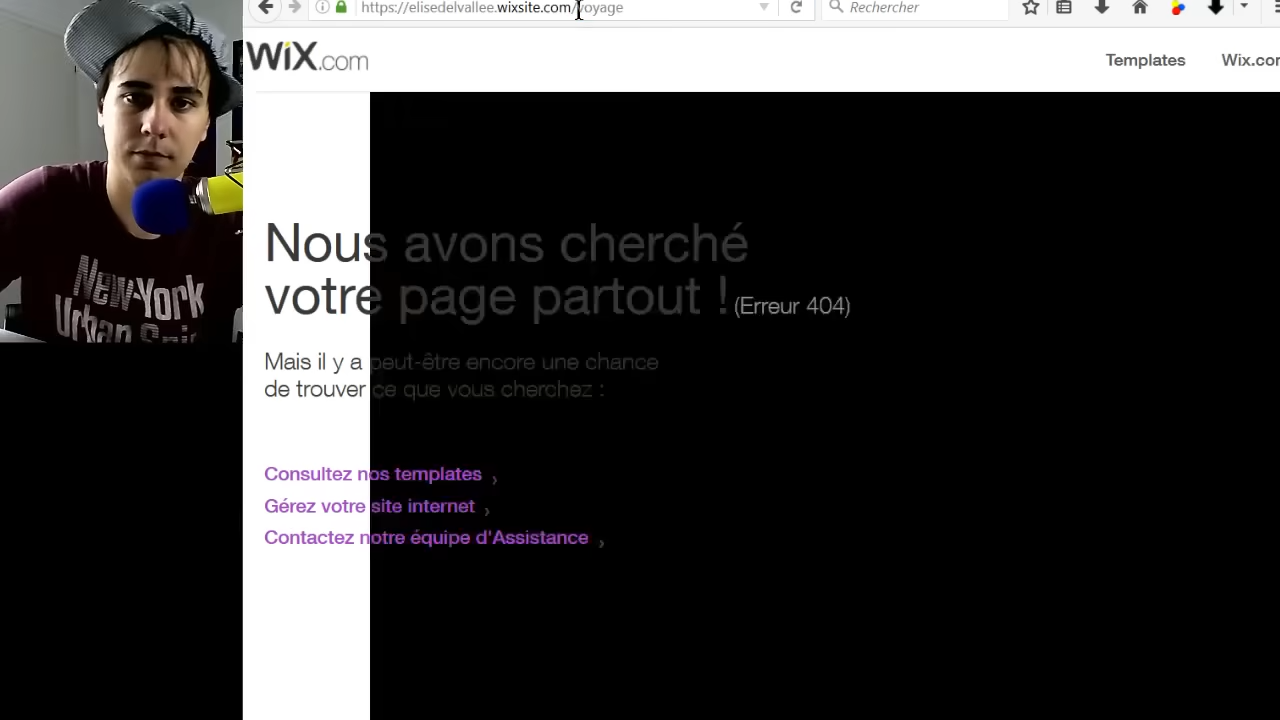 https://elisedelvallee.wixsite.com/voyage
Rechercher
WiX.com
Templates
Wix.co
Nous avons cherché
votre page partout ! (Erreur 404)
Mais il y a peut-être encore une chance
de trouver ce que vous cherchez :
Consultez nos templates ›
Gérez votre site internet ›
Contactez notre équipe d'Assistance ›
New-York
Urban